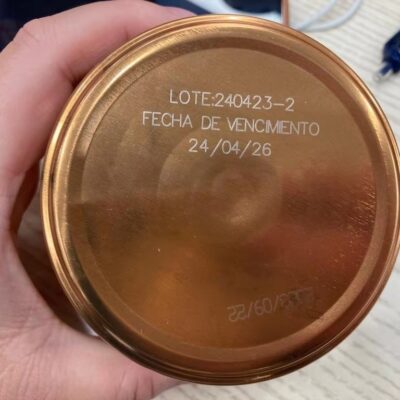 LOTE:240423-2
FECHA DE VENCIMIENTO
24/04/26